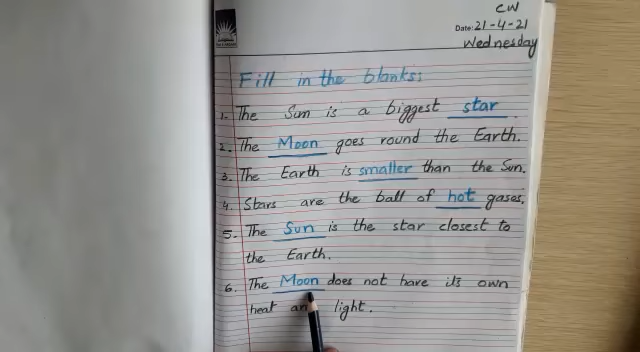 CW
Date: 21-4-21
Wednesday
Fill in the blanks:
1. The Sun is a biggest star.
2. The Moon goes round the Earth.
3. The Earth is smaller than the Sun.
4. Stars are the ball of hot gases.
5. The Sun is the star closest to
the Earth.
6. The Moon does not have its own
heat an light.